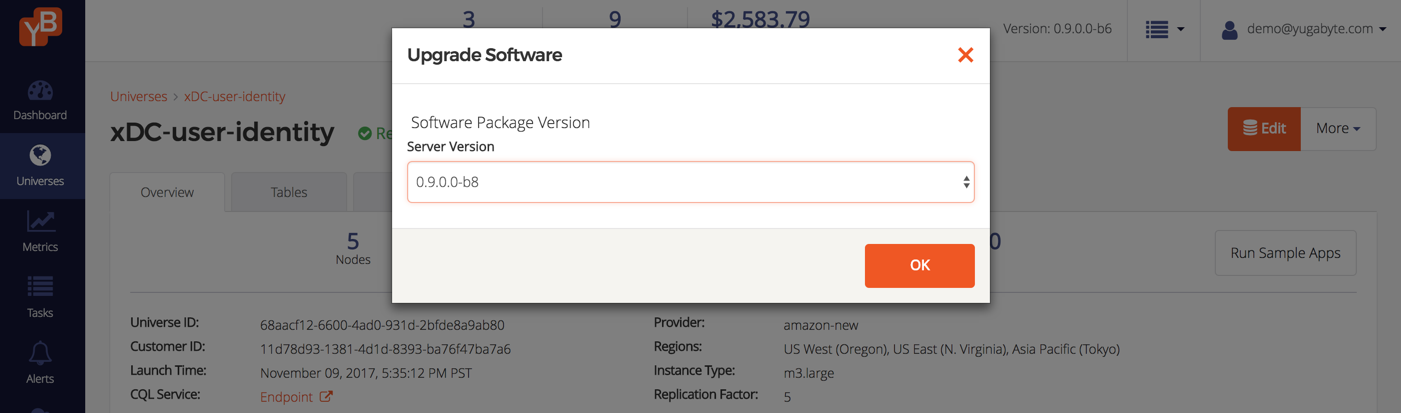 YB
3
9
$2,583.79
Version: 0.9.0.0-b6
demo@yugabyte.com
Upgrade Software
Dashboard
Universes > xDC-user-identity
xDC-user-identity
Software Package Version
Server Version
0.9.0.0-b8
Edit
More
Universes
Overview
Tables
5
Nodes
OK
Run Sample Apps
Metrics
Tasks
Alerts
Universe ID: 68aacf12-6600-4ad0-931d-2bfde8a9ab80
Provider: amazon-new
Customer ID: 11d78d93-1381-4d1d-8393-ba76f47ba7a6
Regions: US West (Oregon), US East (N. Virginia), Asia Pacific (Tokyo)
Launch Time: November 09, 2017, 5:35:12 PM PST
Instance Type: m3.large
CQL Service: Endpoint
Replication Factor: 5